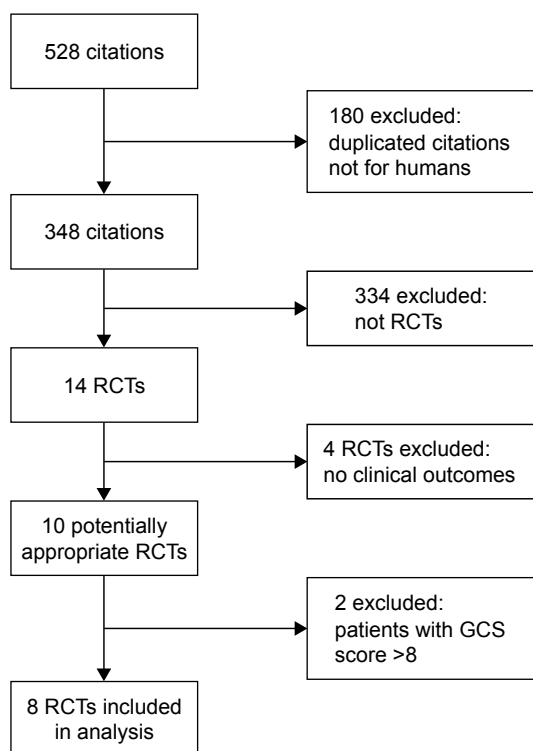 528 citations
180 excluded:
duplicated citations
not for humans
348 citations
334 excluded:
not RCTs
14 RCTs
4 RCTs excluded:
no clinical outcomes
10 potentially
appropriate RCTs
2 excluded:
patients with GCS
score >8
8 RCTs included
in analysis